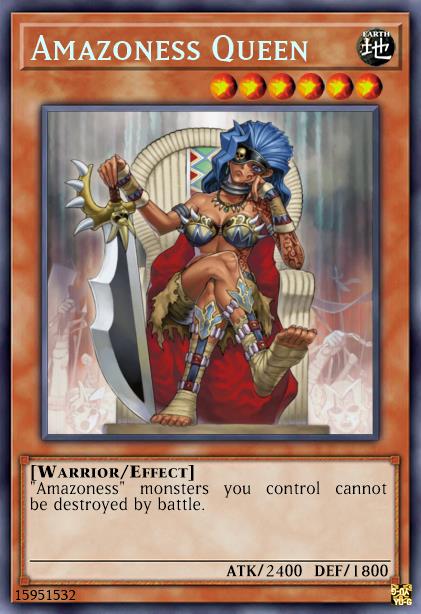 Amazoness Queen
EARTH
地
[Warrior/Effect]
"Amazoness" monsters you control cannot
be destroyed by battle.
ATK/2400 DEF/1800
15951532